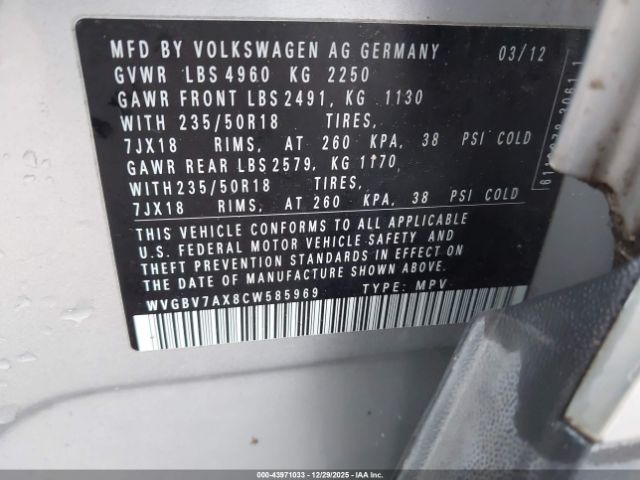 MFD BY VOLKSWAGEN AG GERMANY 03/12
GVWR LBS 4960 KG 2250
GAWR FRONT LBS 2491, KG 1130
WITH 235/50R18 TIRES,
7JX18 RIMS, AT 260 KPA, 38 PSI COLD
GAWR REAR LBS 2579, KG 1170,
WITH 235/50R18 TIRES,
7JX18 RIMS, AT 260 KPA, 38 PSI COLD
THIS VEHICLE CONFORMS TO ALL APPLICABLE
U.S. FEDERAL MOTOR VEHICLE SAFETY AND
THEFT PREVENTION STANDARDS IN EFFECT ON
THE DATE OF MANUFACTURE SHOWN ABOVE.
WVGBV7AX8CW585969 TYPE: MPV
000-43971033 - 12/29/2025 - IAAI.COM